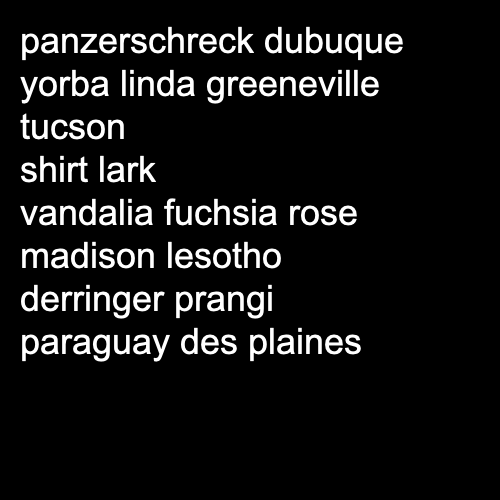 panzerschreck dubuque
yorba linda greeneville
tucson
shirt lark
vandalia fuchsia rose
madison lesotho
derringer prangi
paraguay des plaines